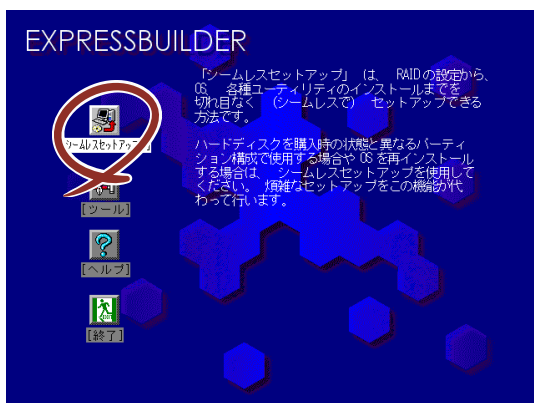 EXPRESSBUILDER
「シームレスセットアップ」 は、 RAIDの設定から、
OS、 各種ユーティリティのインストールまでを
切れ目なく (シームレスで) セットアップできる
方法です。
ハードディスクを購入時の状態と異なるパーティ
ション構成で使用する場合や OS を再インストール
する場合は、 シームレスセットアップを使用して
ください。 煩雑なセットアップをこの機能が代
わって行います。
シームレスセットアップ
[ツール]
[ヘルプ]
[終了]